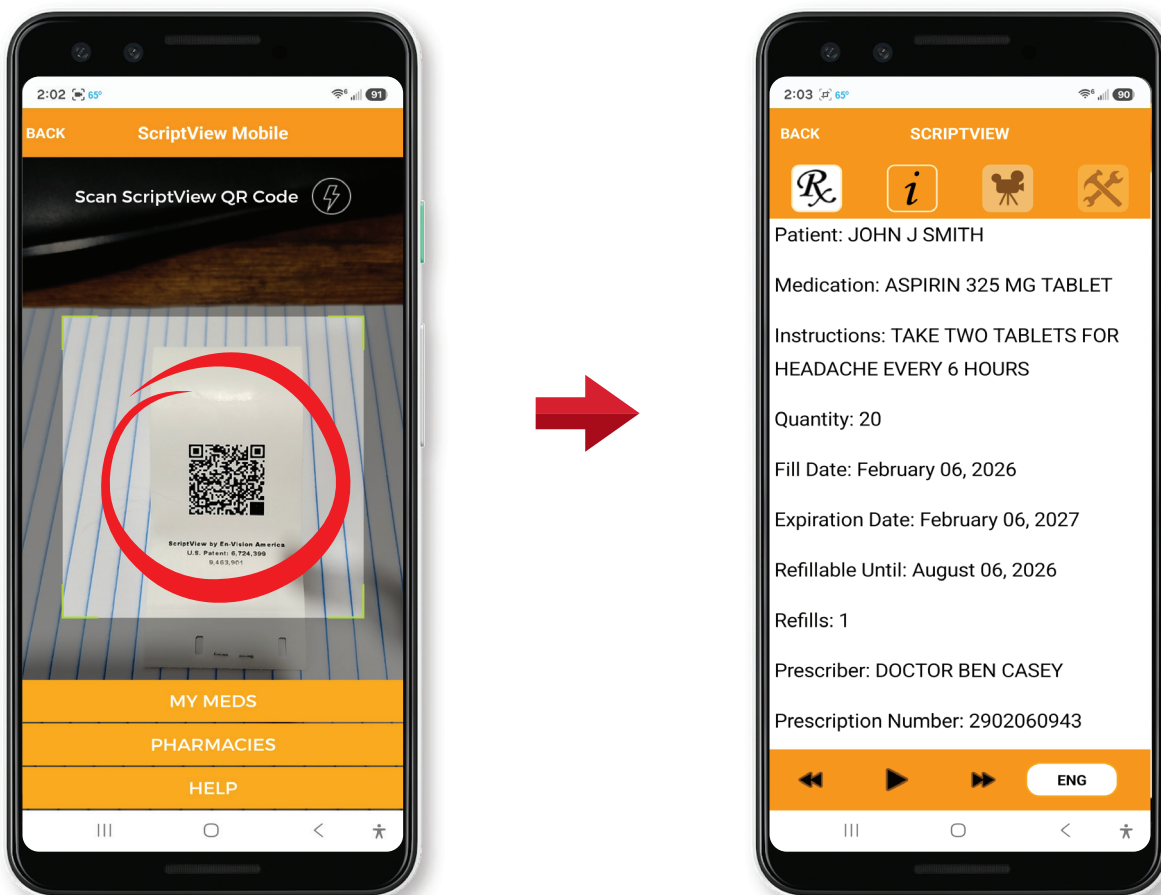 2:02 65°
91
BACK
ScriptView Mobile
Scan ScriptView QR Code
ScriptView by En-Vision America
U.S. Patent: 6,724,399
9,463,901
MY MEDS
PHARMACIES
HELP
2:03 65°
90
BACK
SCRIPTVIEW
Rx
i
Patient: JOHN J SMITH
Medication: ASPIRIN 325 MG TABLET
Instructions: TAKE TWO TABLETS FOR
HEADACHE EVERY 6 HOURS
Quantity: 20
Fill Date: February 06, 2026
Expiration Date: February 06, 2027
Refillable Until: August 06, 2026
Refills: 1
Prescriber: DOCTOR BEN CASEY
Prescription Number: 2902060943
ENG